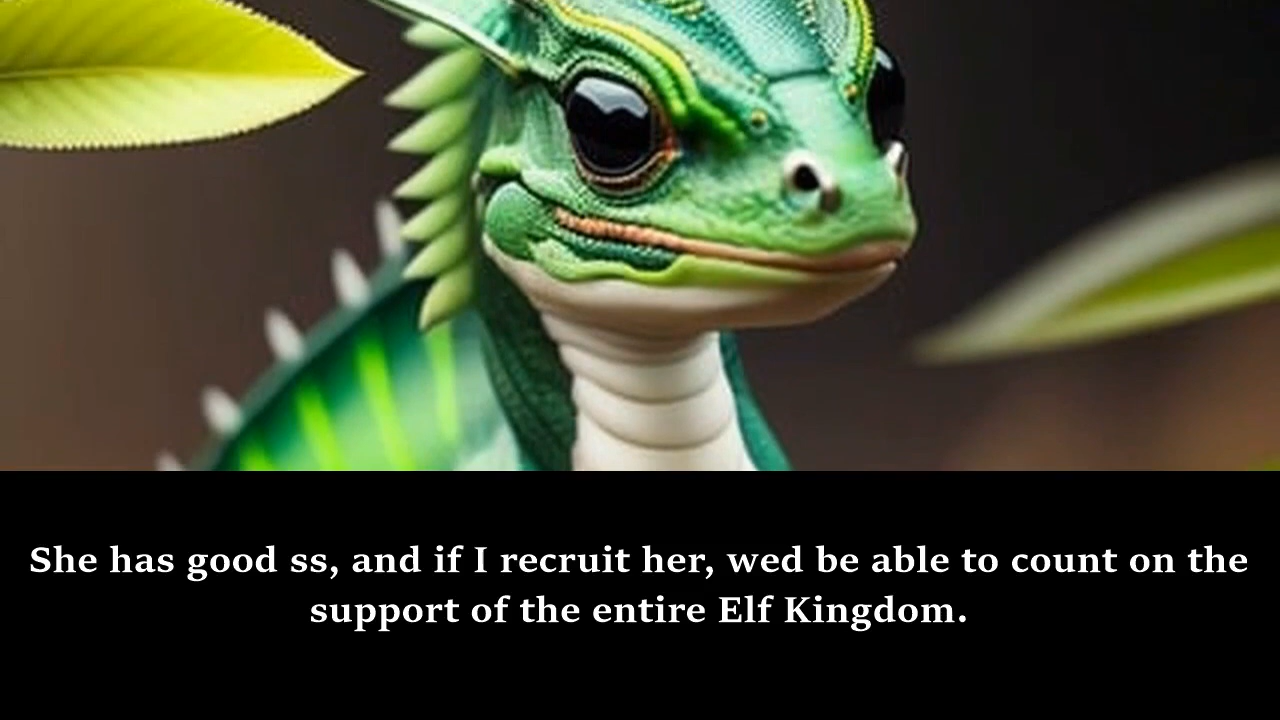 She has good ss, and if I recruit her, wed be able to count on the
support of the entire Elf Kingdom.